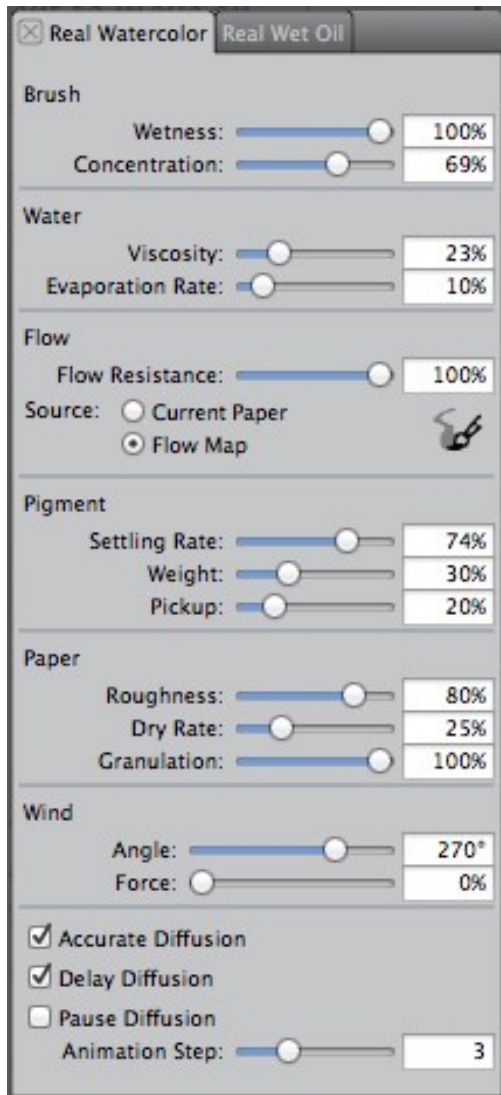 Real Watercolor Real Wet Oil
Brush
Wetness: 100%
Concentration: 69%
Water
Viscosity: 23%
Evaporation Rate: 10%
Flow
Flow Resistance: 100%
Source: Current Paper
Flow Map
Pigment
Settling Rate: 74%
Weight: 30%
Pickup: 20%
Paper
Roughness: 80%
Dry Rate: 25%
Granulation: 100%
Wind
Angle: 270°
Force: 0%
Accurate Diffusion
Delay Diffusion
Pause Diffusion
Animation Step: 3